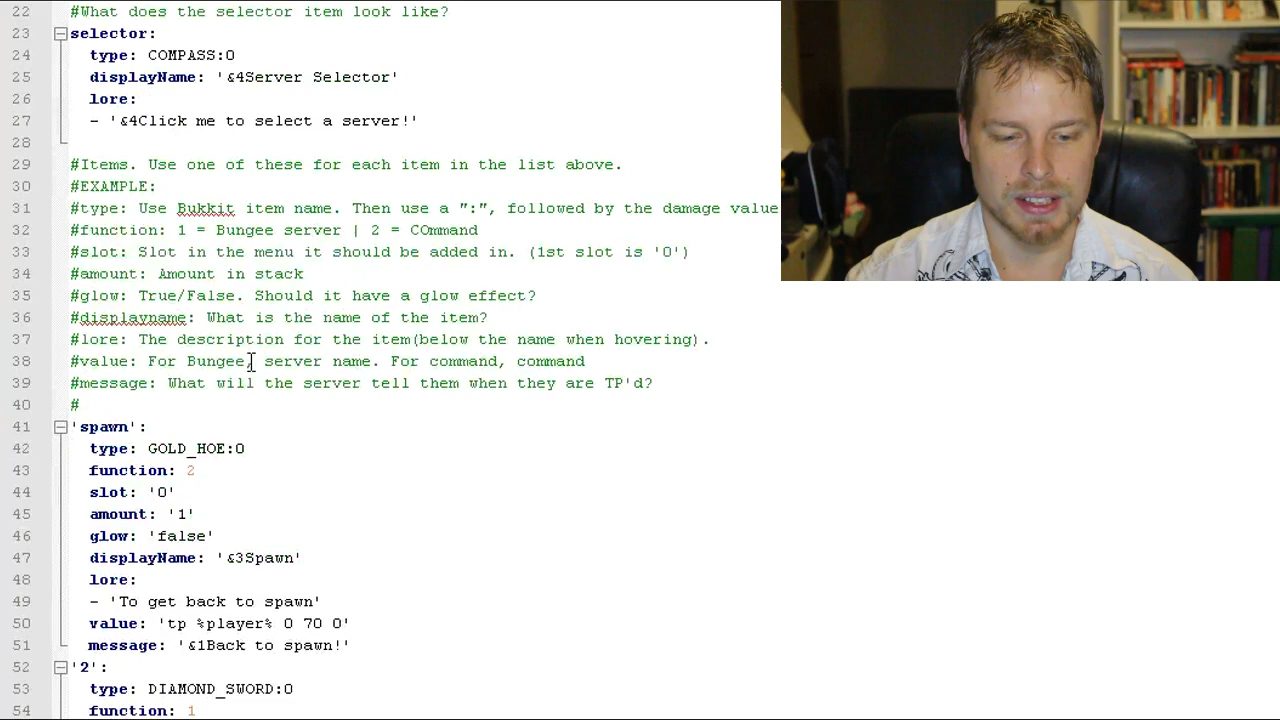 22 #What does the selector item look like?
23 selector:
24 type: COMPASS:0
25 displayName: '&4Server Selector'
26 lore:
27 - '&4Click me to select a server!'
28
29 #Items. Use one of these for each item in the list above.
30 #EXAMPLE:
31 #type: Use Bukkit item name. Then use a ":", followed by the damage value
32 #function: 1 = Bungee server | 2 = COmmand
33 #slot: Slot in the menu it should be added in. (1st slot is '0')
34 #amount: Amount in stack
35 #glow: True/False. Should it have a glow effect?
36 #displayname: What is the name of the item?
37 #lore: The description for the item(below the name when hovering).
38 #value: For Bungee, server name. For command, command
39 #message: What will the server tell them when they are TP'd?
40 #
41 'spawn':
42 type: GOLD_HOE:0
43 function: 2
44 slot: '0'
45 amount: '1'
46 glow: 'false'
47 displayName: '&3Spawn'
48 lore:
49 - 'To get back to spawn'
50 value: 'tp %player% 0 70 0'
51 message: '&1Back to spawn!'
52 '2':
53 type: DIAMOND_SWORD:0
54 function: 1